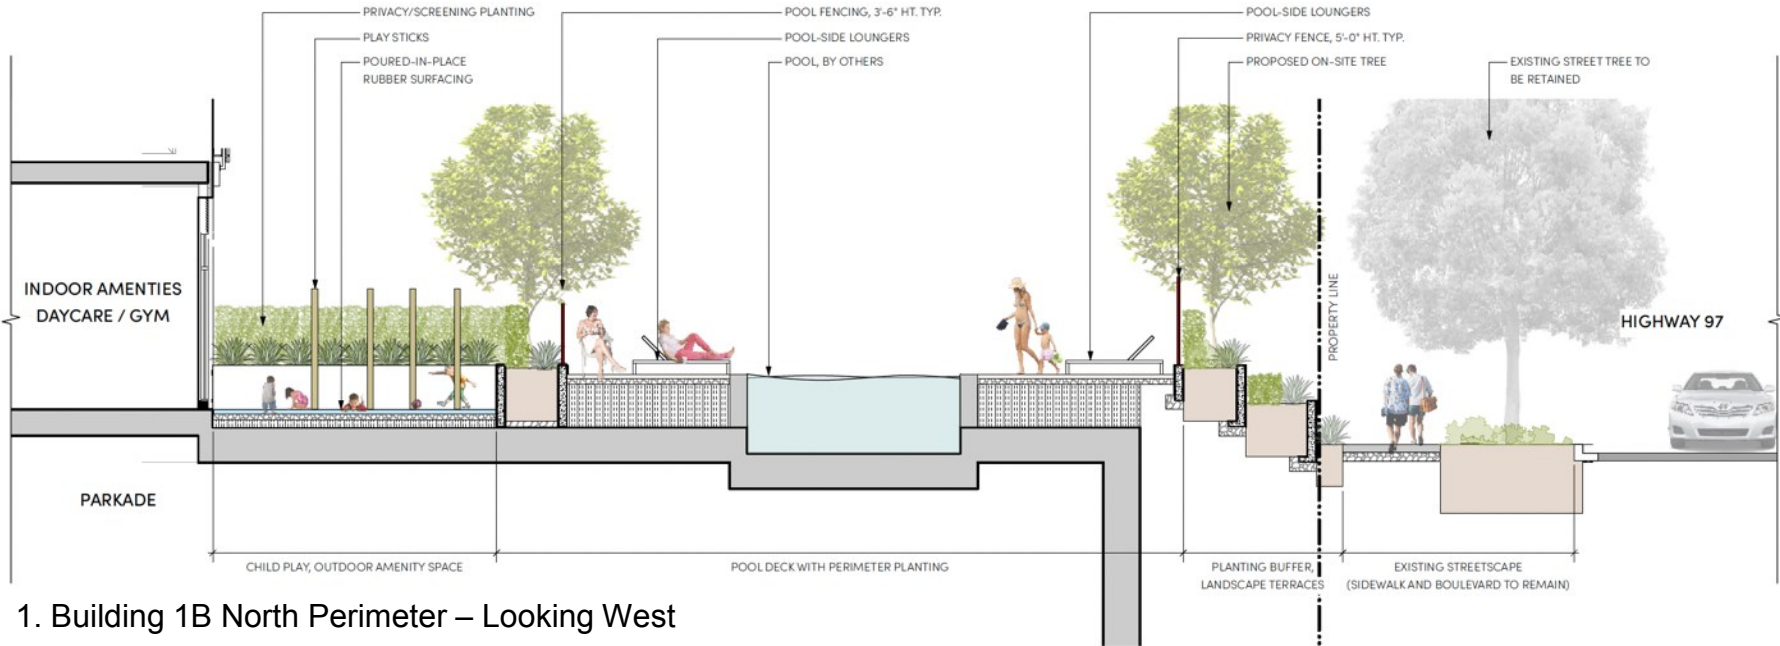 PRIVACY/SCREENING PLANTING
PLAY STICKS
POURED-IN-PLACE
RUBBER SURFACING
POOL FENCING, 3'-6" HT. TYP.
POOL-SIDE LOUNGERS
POOL, BY OTHERS
POOL-SIDE LOUNGERS
PRIVACY FENCE, 5'-0" HT. TYP.
PROPOSED ON-SITE TREE
EXISTING STREET TREE TO
BE RETAINED
INDOOR AMENTIES
DAYCARE / GYM
PROPERTY LINE
HIGHWAY 97
PARKADE
CHILD PLAY, OUTDOOR AMENITY SPACE
POOL DECK WITH PERIMETER PLANTING
PLANTING BUFFER,
LANDSCAPE TERRACES
EXISTING STREETSCAPE
(SIDEWALK AND BOULEVARD TO REMAIN)
1. Building 1B North Perimeter – Looking West